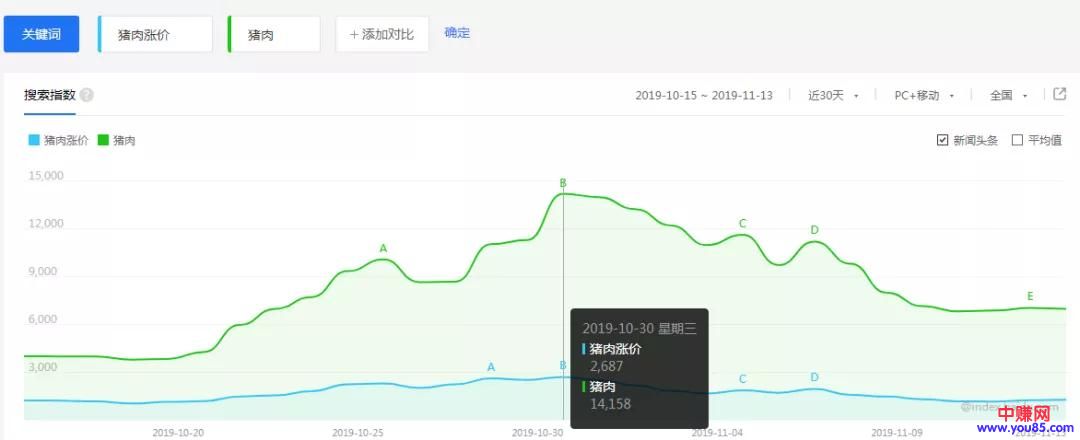 关键词 猪肉涨价 猪肉 + 添加对比 确定
搜索指数 ? 2019-10-15 ~ 2019-11-13 近30天 PC+移动 全国
猪肉涨价 猪肉 新闻头条 平均值
15,000
B
12,000
A C D
9,000
E
6,000
2019-10-30 星期三
猪肉涨价
2,687
猪肉
14,158
3,000
A B C D
中赚网
www.you85.com
2019-10-20 2019-10-25 2019-10-30 2019-11-04 2019-11-09 2019-11-13